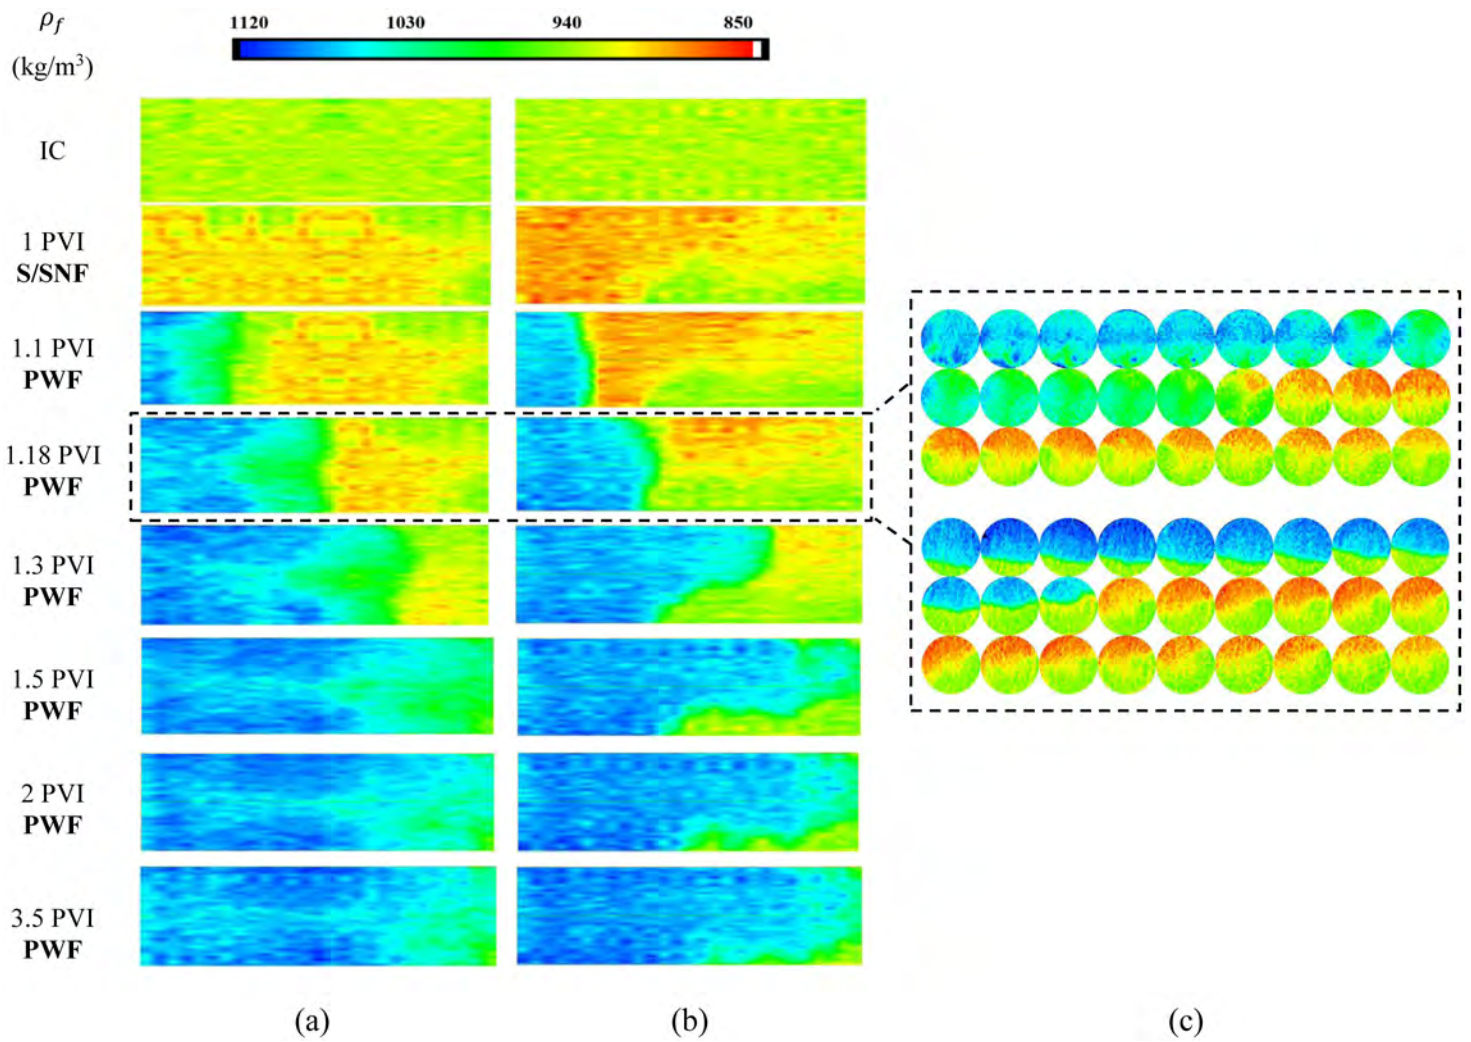 ρf
(kg/m³)
1120 1030 940 850
IC
1 PVI
S/SNF
1.1 PVI
PWF
1.18 PVI
PWF
1.3 PVI
PWF
1.5 PVI
PWF
2 PVI
PWF
3.5 PVI
PWF
(a) (b) (c)